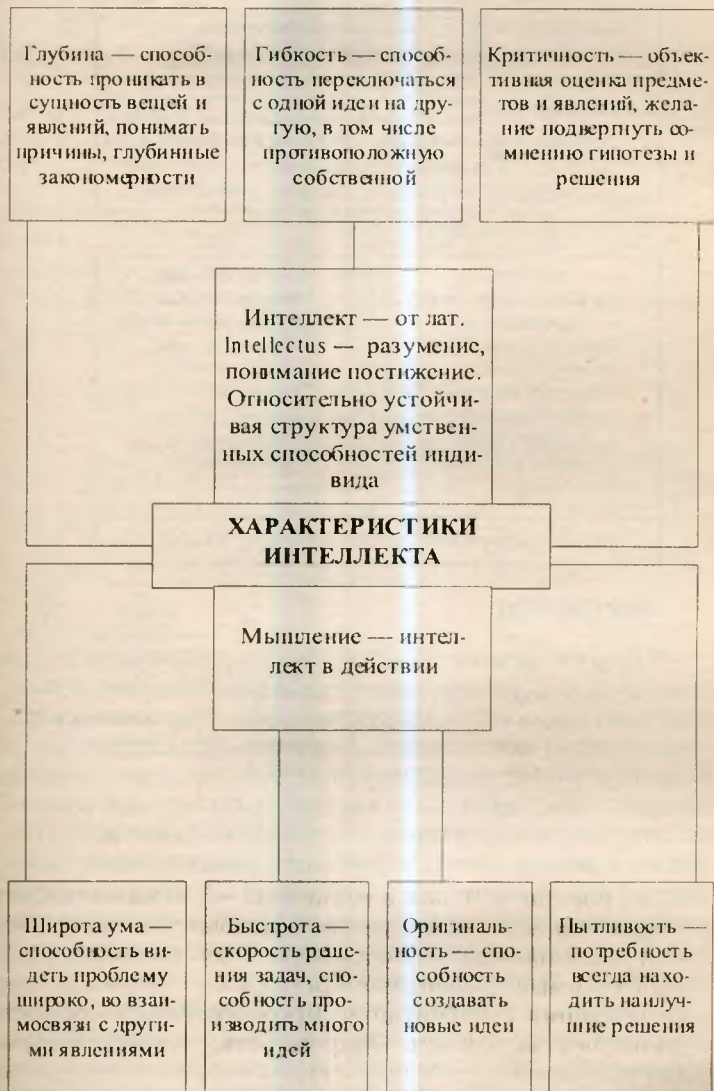 Глубина — способ-
ность проникать в
сущность вещей и
явлений, понимать
причины, глубинные
закономерности
Гибкость — способ-
ность переключаться
с одной идеи на дру-
гую, в том числе
противоположную
собственной
Критичность — объек-
тивная оценка предме-
тов и явлений, жела-
ние подвергнуть со-
мнению гипотезы и
решения
Интеллект — от лат.
Intellectus — разумение,
понимание постижение.
Относительно устойчи-
вая структура умствен-
ных способностей инди-
вида
ХАРАКТЕРИСТИКИ
ИНТЕЛЛЕКТА
Мышление — интел-
лект в действии
Широта ума —
способность ви-
деть проблему
широко, во взаи-
мосвязи с други-
ми явлениями
Быстрота —
скорость реше-
ния задач, спо-
собность про-
изводить много
идей
Оригиналь-
ность — спо-
собность
создавать
новые идеи
Пытливость —
потребность
всегда нахо-
дить наилуч-
шие решения